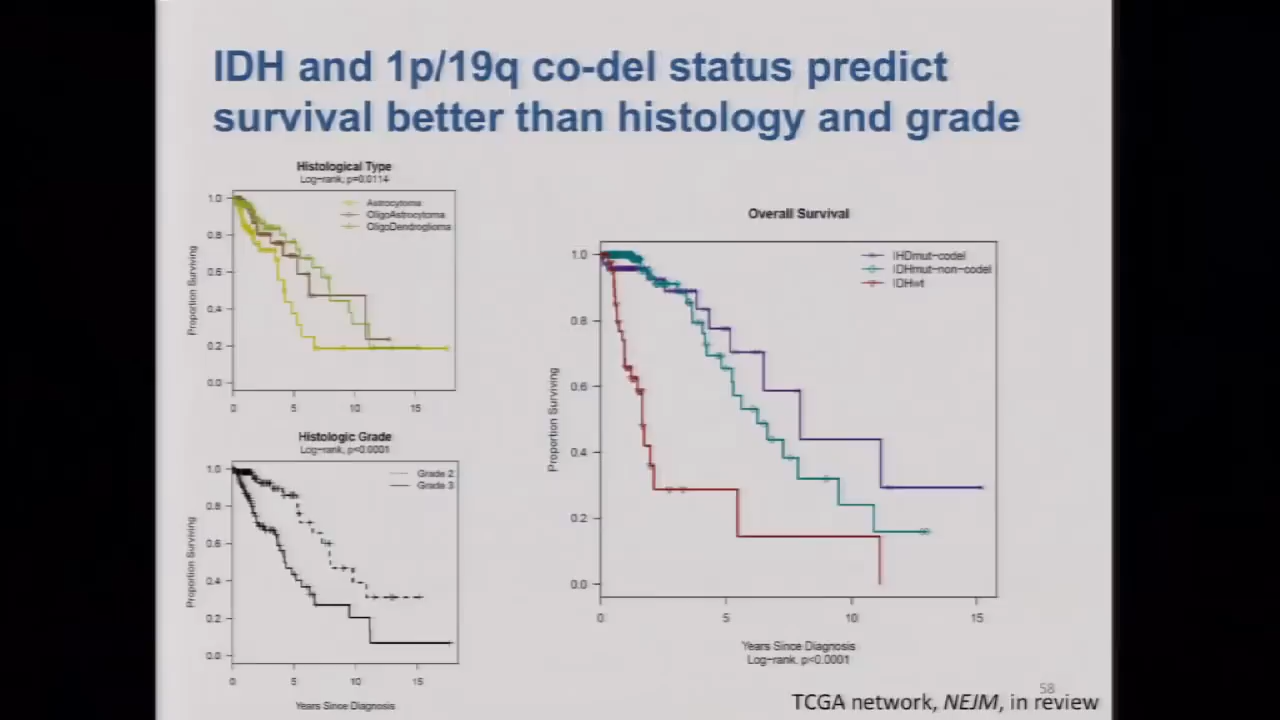 IDH and 1p/19q co-del status predict
survival better than histology and grade
Histological Type
Log-rank, p=0.0114
Astrocytoma
OligoAstrocytoma
OligoDendroglioma
Proportion Surviving
1.0
0.8
0.6
0.4
0.2
0.0
0 5 10 15
Histologic Grade
Log-rank, p<0.0001
Grade 2
Grade 3
Proportion Surviving
1.0
0.8
0.6
0.4
0.2
0.0
0 5 10 15
Years Since Diagnosis
Overall Survival
IHDmut-codel
IDHmut-non-codel
IDHwt
Proportion Surviving
1.0
0.8
0.6
0.4
0.2
0.0
0 5 10 15
Years Since Diagnosis
Log-rank, p<0.0001
58
TCGA network, NEJM, in review